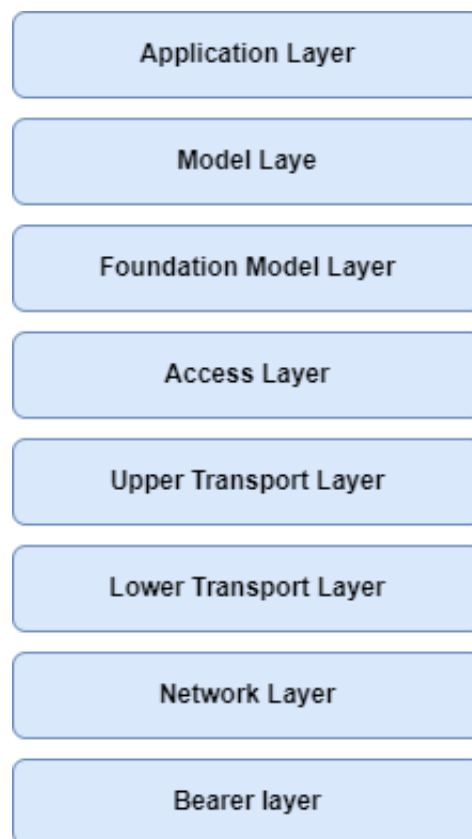 Application Layer
Model Laye
Foundation Model Layer
Access Layer
Upper Transport Layer
Lower Transport Layer
Network Layer
Bearer layer